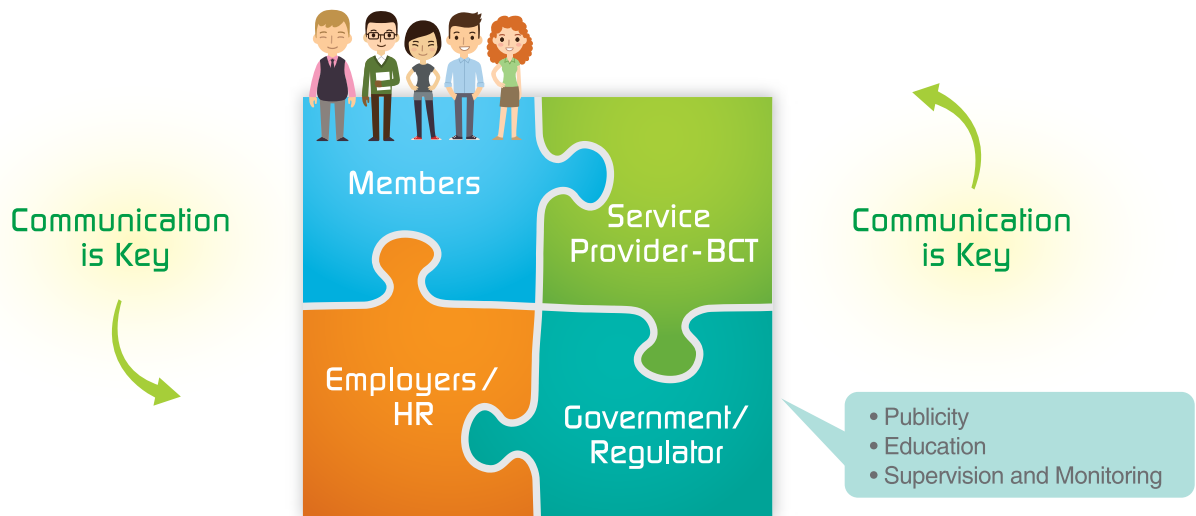 Members
Service
Provider-BCT
Communication
is Key
Communication
is Key
Employers/
HR
Government/
Regulator
• Publicity
• Education
• Supervision and Monitoring